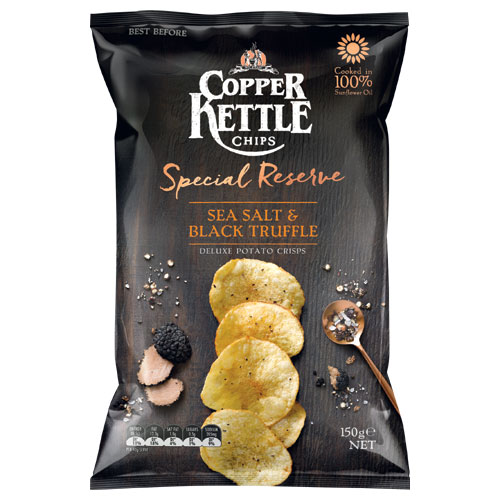 BEST BEFORE
Cooked in
100%
Sunflower Oil
COPPER
KETTLE
CHIPS
Special Reserve
SEA SALT &
BLACK TRUFFLE
DELUXE POTATO CRISPS
150g e
NET